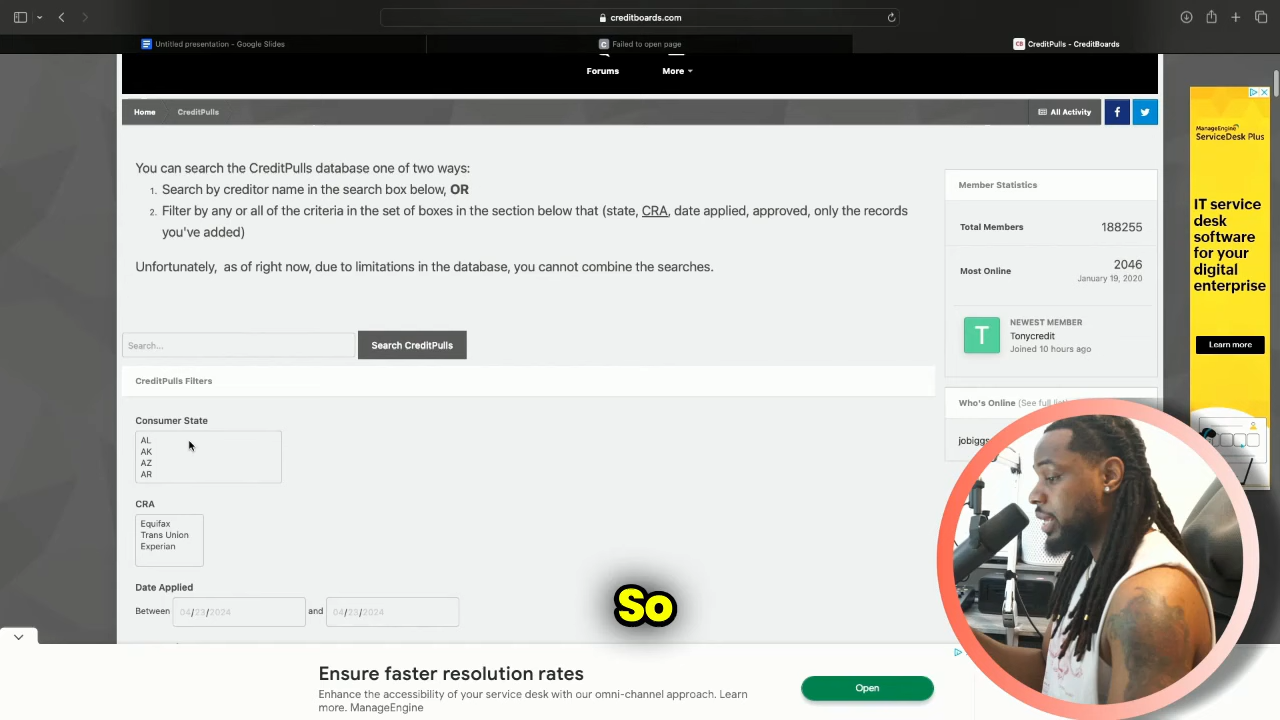 creditboards.com
Untitled presentation - Google Slides
Failed to open page
CB CreditPulls - CreditBoards
Forums
More
Home
CreditPulls
All Activity
You can search the CreditPulls database one of two ways:
1. Search by creditor name in the search box below, OR
2. Filter by any or all of the criteria in the set of boxes in the section below that (state, CRA, date applied, approved, only the records
you've added)
Unfortunately, as of right now, due to limitations in the database, you cannot combine the searches.
Search...
Search CreditPulls
CreditPulls Filters
Consumer State
AL
AK
AZ
AR
CRA
Equifax
Trans Union
Experian
Date Applied
Between 04/23/2024 and 04/23/2024
Member Statistics
Total Members 188255
Most Online 2046
January 19, 2020
T
NEWEST MEMBER
Tonycredit
Joined 10 hours ago
Who's Online (See full
jobiggs
ManageEngine
ServiceDesk Plus
IT service
desk
software
for your
digital
enterprise
Learn more
So
Ensure faster resolution rates
Enhance the accessibility of your service desk with our omni-channel approach. Learn
more. ManageEngine
Open